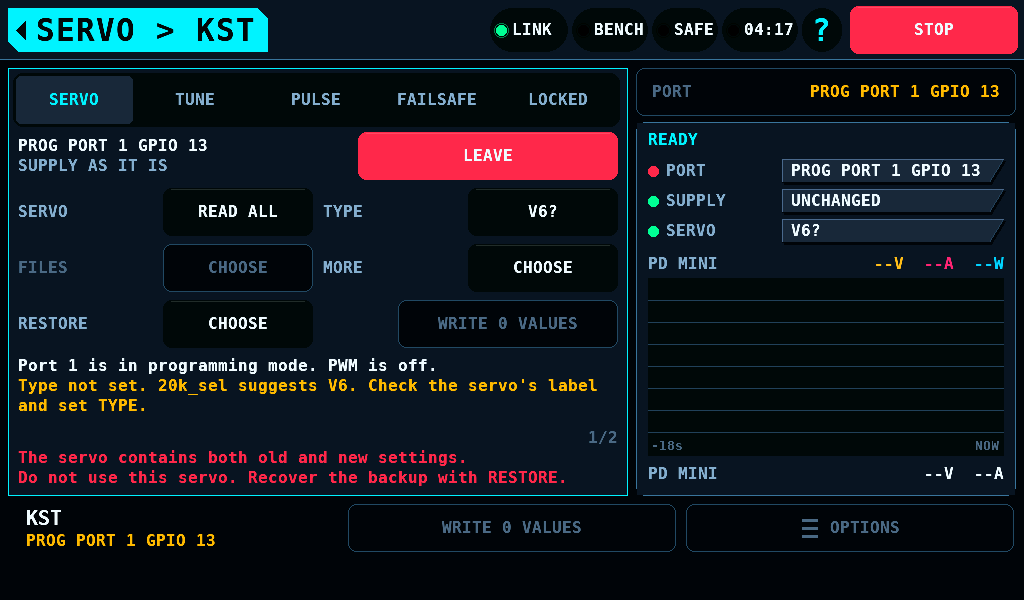 SERVO > KST
LINK
BENCH
SAFE
04:17
?
STOP
SERVO
TUNE
PULSE
FAILSAFE
LOCKED
PROG PORT 1 GPIO 13
SUPPLY AS IT IS
LEAVE
SERVO
READ ALL
TYPE
V6?
FILES
CHOOSE
MORE
CHOOSE
RESTORE
CHOOSE
WRITE 0 VALUES
Port 1 is in programming mode. PWM is off.
Type not set. 20k_sel suggests V6. Check the servo's label
and set TYPE.
1/2
The servo contains both old and new settings.
Do not use this servo. Recover the backup with RESTORE.
PORT
PROG PORT 1 GPIO 13
READY
PORT
PROG PORT 1 GPIO 13
SUPPLY
UNCHANGED
SERVO
V6?
PD MINI
--V
--A
--W
-18s
NOW
PD MINI
--V
--A
KST
PROG PORT 1 GPIO 13
WRITE 0 VALUES
OPTIONS